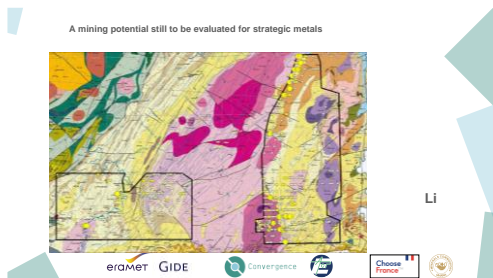 A mining potential still to be evaluated for strategic metals
Li
eramet GIDE Convergence
Choose
France